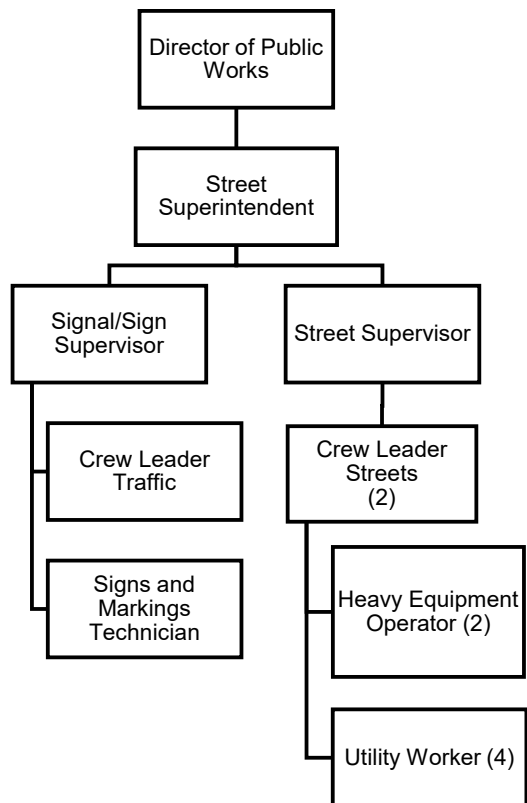 Director of Public
Works
Street
Superintendent
Signal/Sign
Supervisor
Street Supervisor
Crew Leader
Traffic
Crew Leader
Streets
(2)
Signs and
Markings
Technician
Heavy Equipment
Operator (2)
Utility Worker (4)